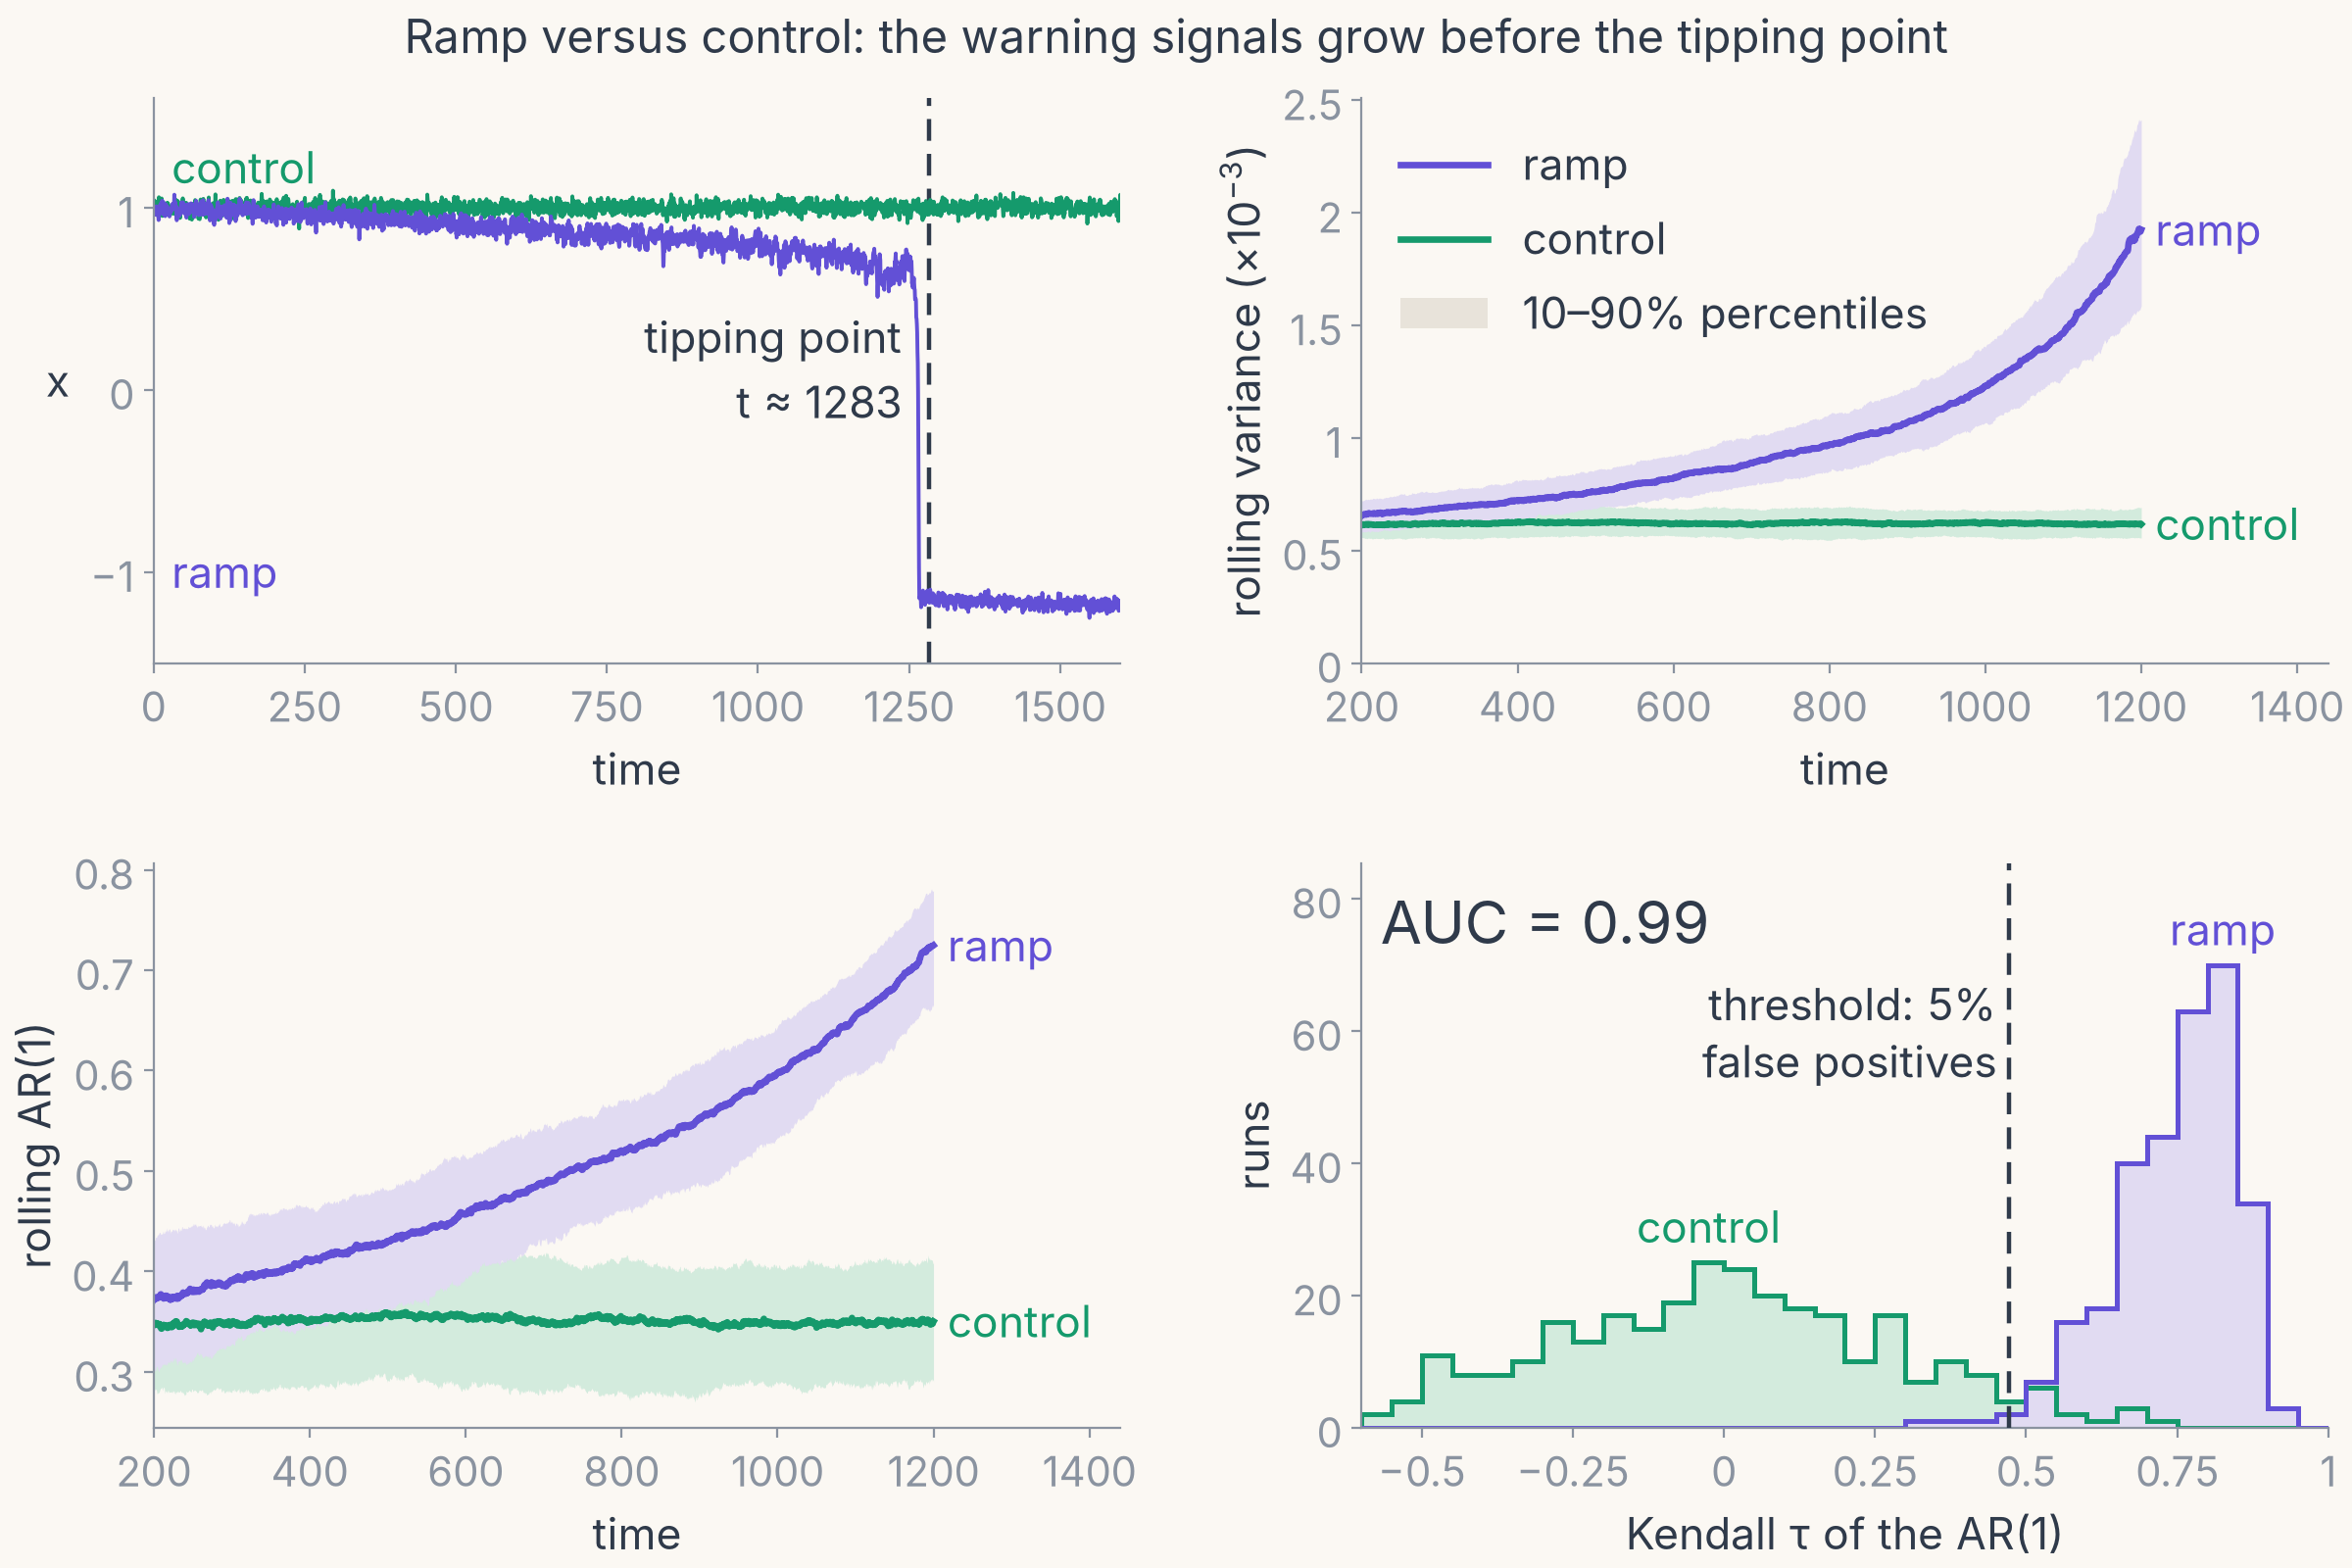 Ramp versus control: the warning signals grow before the tipping point
control
ramp
tipping point
t ≈ 1283
x
1
0
−1
0 250 500 750 1000 1250 1500
time
rolling variance (×10⁻³)
2.5
2
1.5
1
0.5
0
ramp
control
10–90% percentiles
ramp
control
200 400 600 800 1000 1200 1400
time
rolling AR(1)
0.8
0.7
0.6
0.5
0.4
0.3
ramp
control
200 400 600 800 1000 1200 1400
time
runs
80
60
40
20
0
AUC = 0.99
threshold: 5%
false positives
ramp
control
−0.5 −0.25 0 0.25 0.5 0.75 1
Kendall τ of the AR(1)